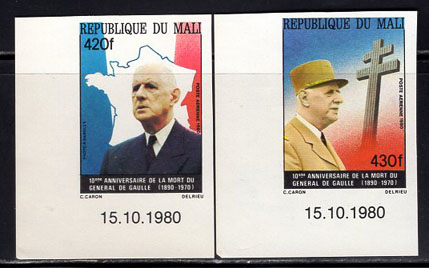 REPUBLIQUE DU MALI
420f
POSTE AERIENNE 1980
10ème ANNIVERSAIRE DE LA MORT DU
GENERAL DE GAULLE (1890-1970)
C.CARON DELRIEU
15.10.1980
REPUBLIQUE DU MALI
POSTE AERIENNE 1980
430f
10ème ANNIVERSAIRE DE LA MORT DU
GENERAL DE GAULLE (1890-1970)
C.CARON DELRIEU
15.10.1980